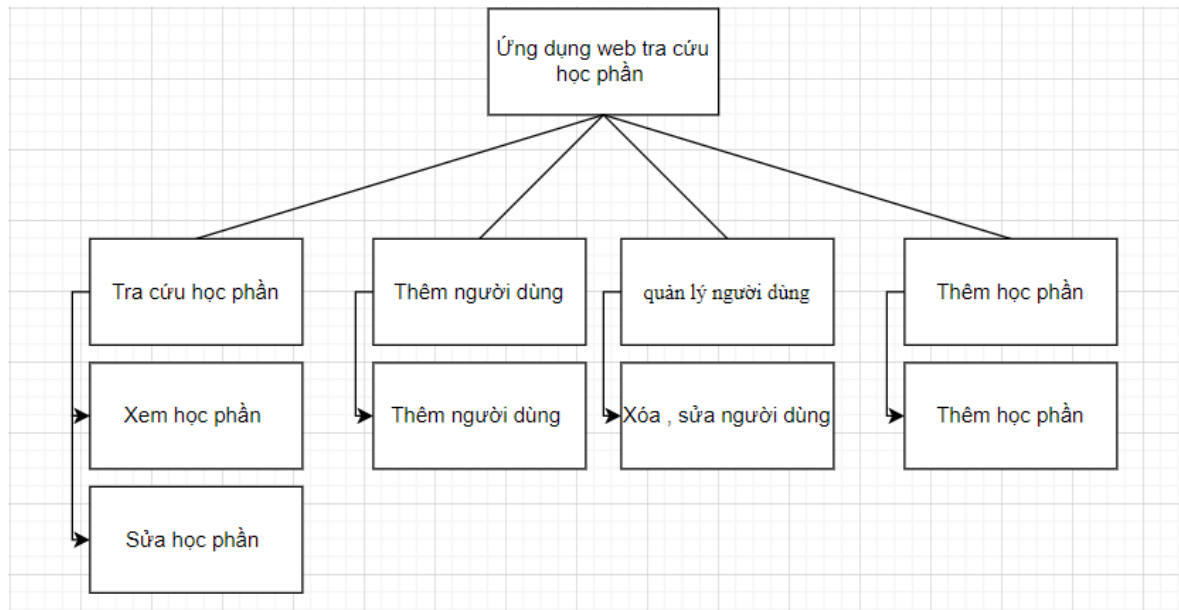 Ứng dụng web tra cứu
học phần
Tra cứu học phần
Thêm người dùng
quản lý người dùng
Thêm học phần
Xem học phần
Thêm người dùng
Xóa , sửa người dùng
Thêm học phần
Sửa học phần